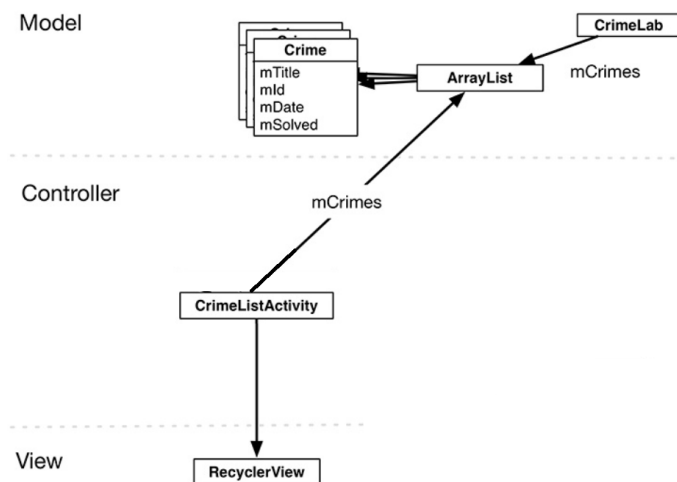 Model
CrimeLab
Crime
mTitle
mId
mDate
mSolved
ArrayList
mCrimes
Controller
mCrimes
CrimeListActivity
View
RecyclerView